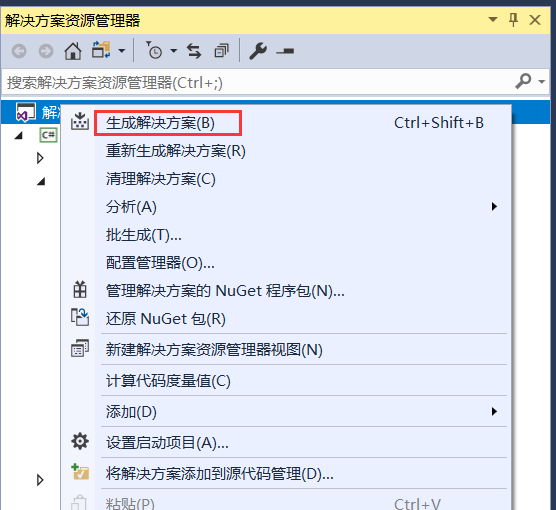 解决方案资源管理器
搜索解决方案资源管理器(Ctrl+;)
C#
生成解决方案(B) Ctrl+Shift+B
重新生成解决方案(R)
清理解决方案(C)
分析(A)
批生成(T)...
配置管理器(O)...
管理解决方案的 NuGet 程序包(N)...
还原 NuGet 包(R)
新建解决方案资源管理器视图(N)
计算代码度量值(C)
添加(D)
设置启动项目(A)...
将解决方案添加到源代码管理(D)...
粘贴(P) Ctrl+V